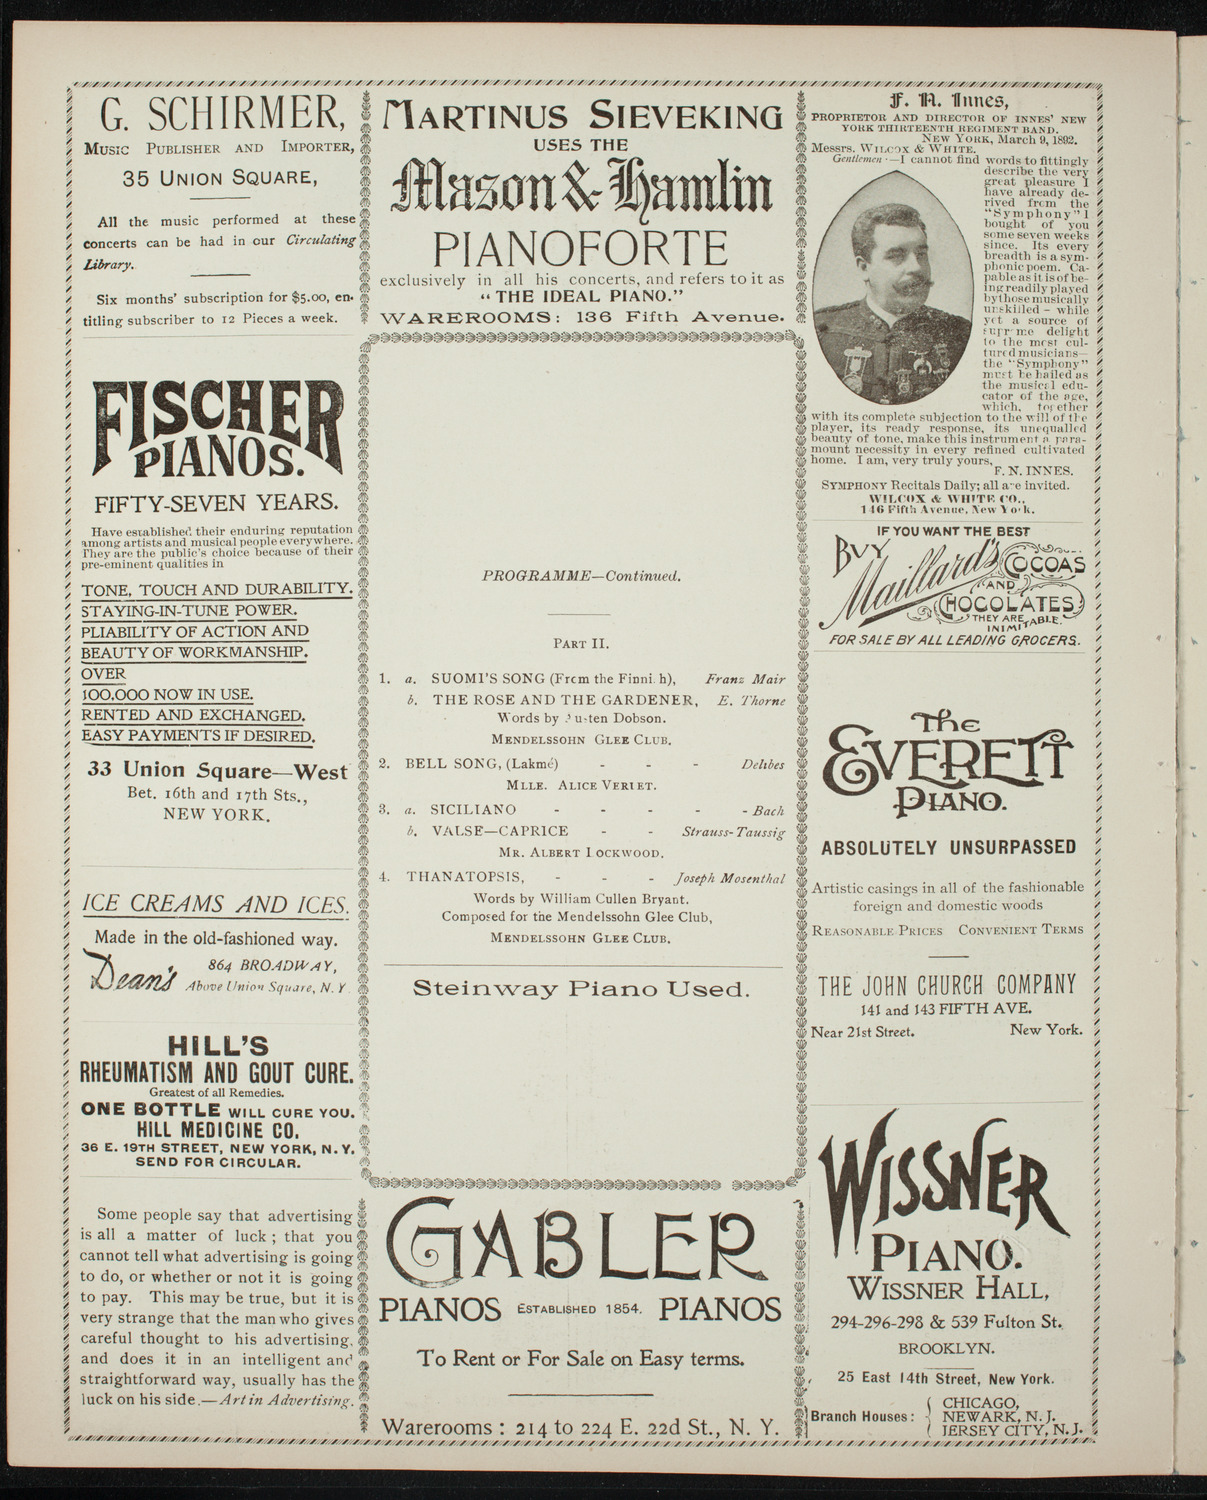 G. SCHIRMER,
MUSIC PUBLISHER AND IMPORTER,
35 UNION SQUARE,
All the music performed at these
concerts can be had in our Circulating
Library.
Six months' subscription for $5.00, en-
titling subscriber to 12 Pieces a week.
FISCHER
PIANOS.
FIFTY-SEVEN YEARS.
Have established their enduring reputation
among artists and musical people everywhere.
They are the public's choice because of their
pre-eminent qualities in
TONE, TOUCH AND DURABILITY.
STAYING-IN-TUNE POWER.
PLIABILITY OF ACTION AND
BEAUTY OF WORKMANSHIP.
OVER
100,000 NOW IN USE.
RENTED AND EXCHANGED.
EASY PAYMENTS IF DESIRED.
33 Union Square—West
Bet. 16th and 17th Sts.,
NEW YORK.
ICE CREAMS AND ICES.
Made in the old-fashioned way.
Dean's
864 BROADWAY,
Above Union Square, N. Y.
HILL'S
RHEUMATISM AND GOUT CURE.
Greatest of all Remedies.
ONE BOTTLE WILL CURE YOU.
HILL MEDICINE CO.
36 E. 19TH STREET, NEW YORK, N. Y.
SEND FOR CIRCULAR.
Some people say that advertising
is all a matter of luck ; that you
cannot tell what advertising is going
to do, or whether or not it is going
to pay. This may be true, but it is
very strange that the man who gives
careful thought to his advertising,
and does it in an intelligent and
straightforward way, usually has the
luck on his side.—Art in Advertising.
MARTINUS SIEVEKING
USES THE
Mason & Hamlin
PIANOFORTE
exclusively in all his concerts, and refers to it as
"THE IDEAL PIANO."
WAREROOMS: 136 Fifth Avenue.
PROGRAMME—Continued.
PART II.
1. a. SUOMI'S SONG (From the Finnish), Franz Mair
b. THE ROSE AND THE GARDENER, E. Thorne
Words by Austen Dobson.
MENDELSSOHN GLEE CLUB.
2. BELL SONG, (Lakmé) - - - Delibes
MLLE. ALICE VERLET.
3. a. SICILIANO - - - - - Bach
b. VALSE—CAPRICE - - Strauss-Taussig
MR. ALBERT LOCKWOOD.
4. THANATOPSIS, - - - Joseph Mosenthal
Words by William Cullen Bryant.
Composed for the Mendelssohn Glee Club,
MENDELSSOHN GLEE CLUB.
Steinway Piano Used.
GABLER
PIANOS ESTABLISHED 1854. PIANOS
To Rent or For Sale on Easy terms.
Warerooms : 214 to 224 E. 22d St., N. Y.
F. N. Innes,
PROPRIETOR AND DIRECTOR OF INNES' NEW
YORK THIRTEENTH REGIMENT BAND.
NEW YORK, March 9, 1892.
Messrs. WILCOX & WHITE.
Gentlemen:—I cannot find words to fittingly
describe the very
great pleasure I
have already de-
rived from the
"Symphony" I
bought of you
some seven weeks
since. Its every
breadth is a sym-
phonic poem. Ca-
pable as it is of be-
ing readily played
by those musically
unskilled – while
yet a source of
supreme delight
to the most cul-
tured musicians—
the "Symphony"
must be hailed as
the musical edu-
cator of the age,
which, together
with its complete subjection to the will of the
player, its ready response, its unequalled
beauty of tone, make this instrument a para-
mount necessity in every refined cultivated
home. I am, very truly yours,
F. N. INNES.
SYMPHONY Recitals Daily; all are invited.
WILCOX & WHITE CO.,
146 Fifth Avenue, New York.
IF YOU WANT THE BEST
BUY
Maillard's
COCOAS
AND
CHOCOLATES
THEY ARE
INIMITABLE.
FOR SALE BY ALL LEADING GROCERS.
The
EVERETT
PIANO.
ABSOLUTELY UNSURPASSED
Artistic casings in all of the fashionable
foreign and domestic woods
REASONABLE PRICES CONVENIENT TERMS
THE JOHN CHURCH COMPANY
141 and 143 FIFTH AVE.
Near 21st Street. New York.
WISSNER
PIANO.
WISSNER HALL,
294-296-298 & 539 Fulton St.
BROOKLYN.
25 East 14th Street, New York.
Branch Houses: { CHICAGO,
NEWARK, N. J.
JERSEY CITY, N. J.